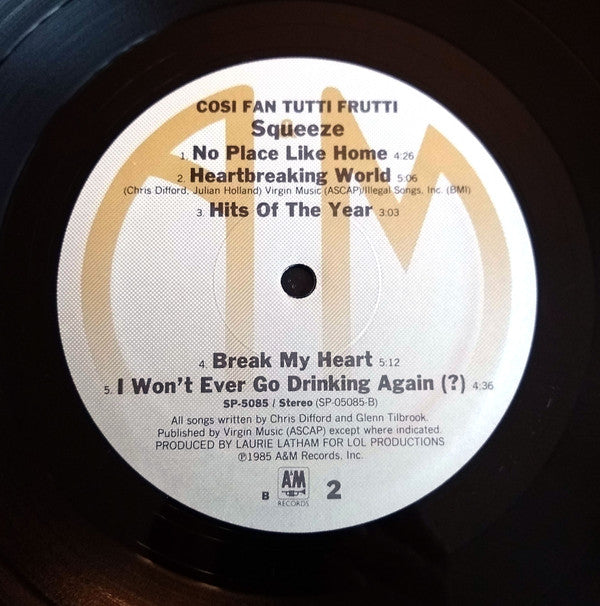 COSI FAN TUTTI FRUTTI
Squeeze
1. No Place Like Home 4:26
2. Heartbreaking World 5:06
(Chris Difford, Julian Holland) Virgin Music (ASCAP)/Illegal Songs, Inc. (BMI)
3. Hits Of The Year 3:03
4. Break My Heart 5:12
5. I Won't Ever Go Drinking Again (?) 4:36
SP-5085 / Stereo (SP-05085-B)
All songs written by Chris Difford and Glenn Tilbrook.
Published by Virgin Music (ASCAP) except where indicated.
PRODUCED BY LAURIE LATHAM FOR LOL PRODUCTIONS
℗1985 A&M Records, Inc.
B A&M 2
RECORDS
A&M